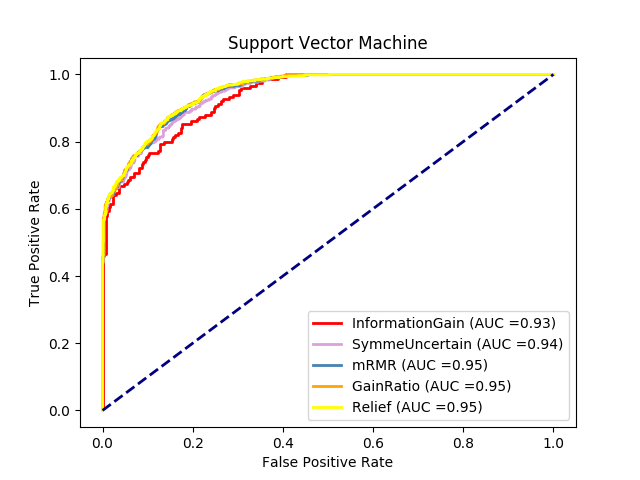 Support Vector Machine
1.0
0.8
0.6
0.4
0.2
0.0
True Positive Rate
InformationGain (AUC =0.93)
SymmeUncertain (AUC =0.94)
mRMR (AUC =0.95)
GainRatio (AUC =0.95)
Relief (AUC =0.95)
0.0 0.2 0.4 0.6 0.8 1.0
False Positive Rate